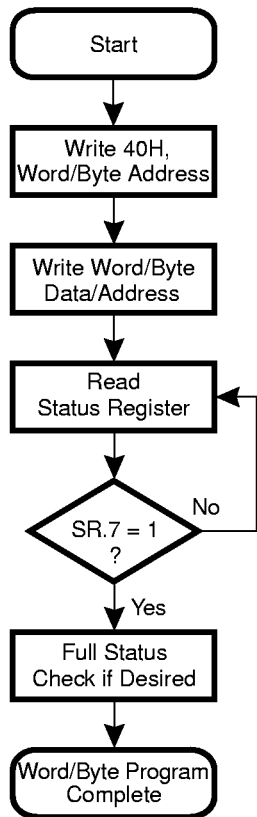 Start
Write 40H,
Word/Byte Address
Write Word/Byte
Data/Address
Read
Status Register
SR.7 = 1
?
No
Yes
Full Status
Check if Desired
Word/Byte Program
Complete